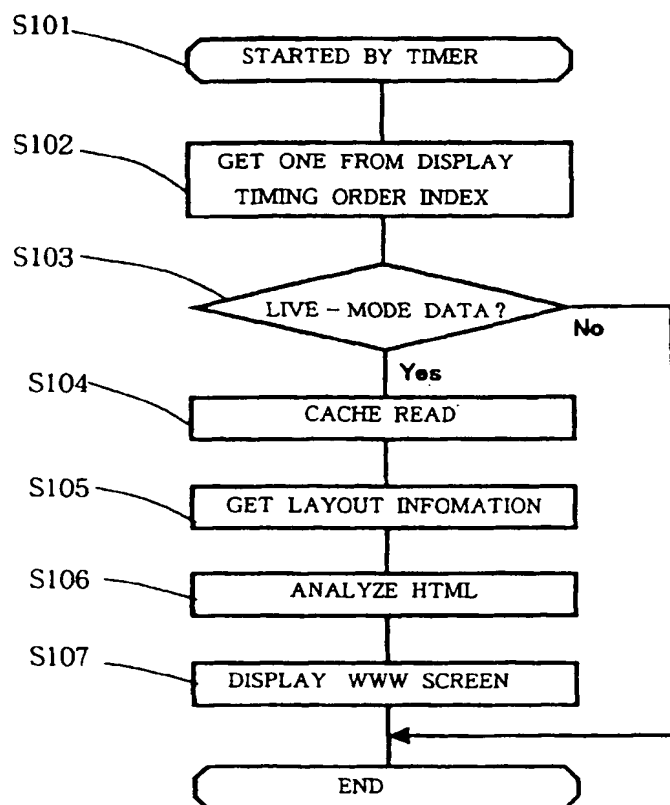 S101
STARTED BY TIMER
S102
GET ONE FROM DISPLAY
TIMING ORDER INDEX
S103
LIVE - MODE DATA?
No
Yes
S104
CACHE READ
S105
GET LAYOUT INFOMATION
S106
ANALYZE HTML
S107
DISPLAY WWW SCREEN
END